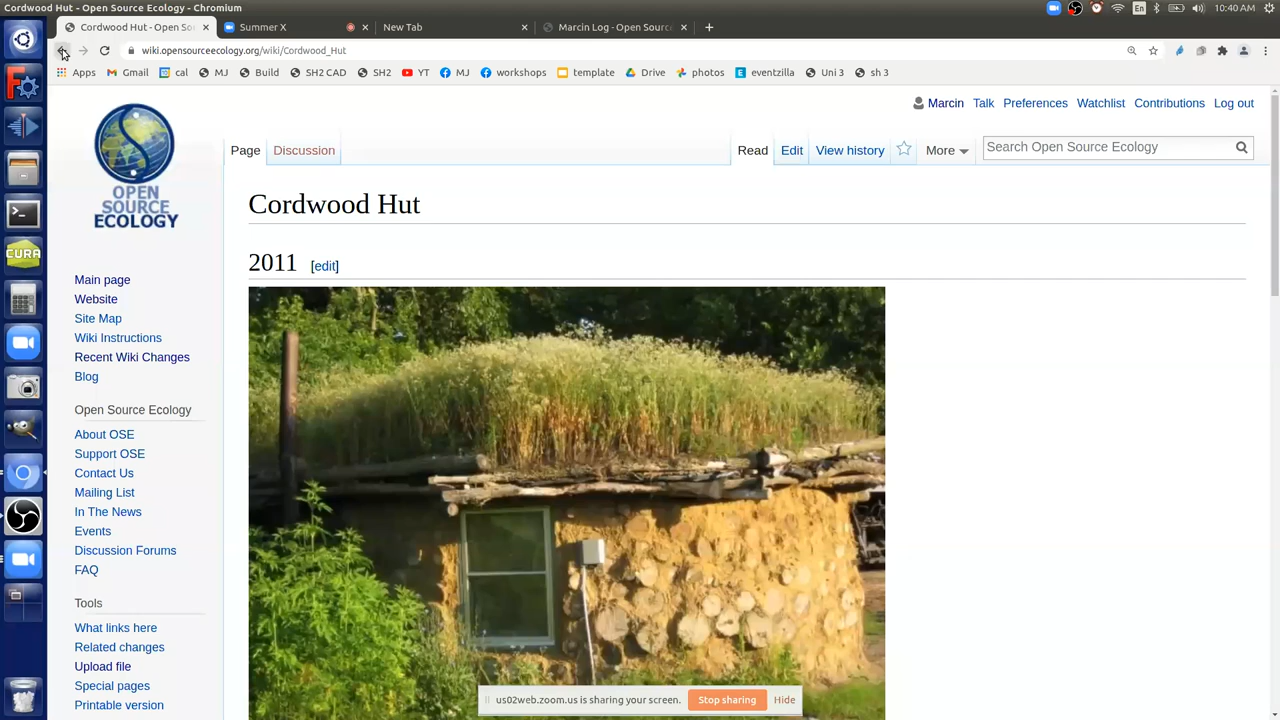 Cordwood Hut - Open Source Ecology - Chromium
En
10:40 AM
Cordwood Hut - Open So
Summer X
New Tab
Marcin Log - Open Source
wiki.opensourceecology.org/wiki/Cordwood_Hut
Apps
Gmail
cal
MJ
Build
SH2 CAD
SH2
YT
MJ
workshops
template
Drive
photos
eventzilla
Uni 3
sh 3
Marcin
Talk
Preferences
Watchlist
Contributions
Log out
OPEN
SOURCE
ECOLOGY
Page
Discussion
Read
Edit
View history
More
Search Open Source Ecology
Cordwood Hut
2011 [edit]
Main page
Website
Site Map
Wiki Instructions
Recent Wiki Changes
Blog
Open Source Ecology
About OSE
Support OSE
Contact Us
Mailing List
In The News
Events
Discussion Forums
FAQ
Tools
What links here
Related changes
Upload file
Special pages
Printable version
CURA
us02web.zoom.us is sharing your screen.
Stop sharing
Hide